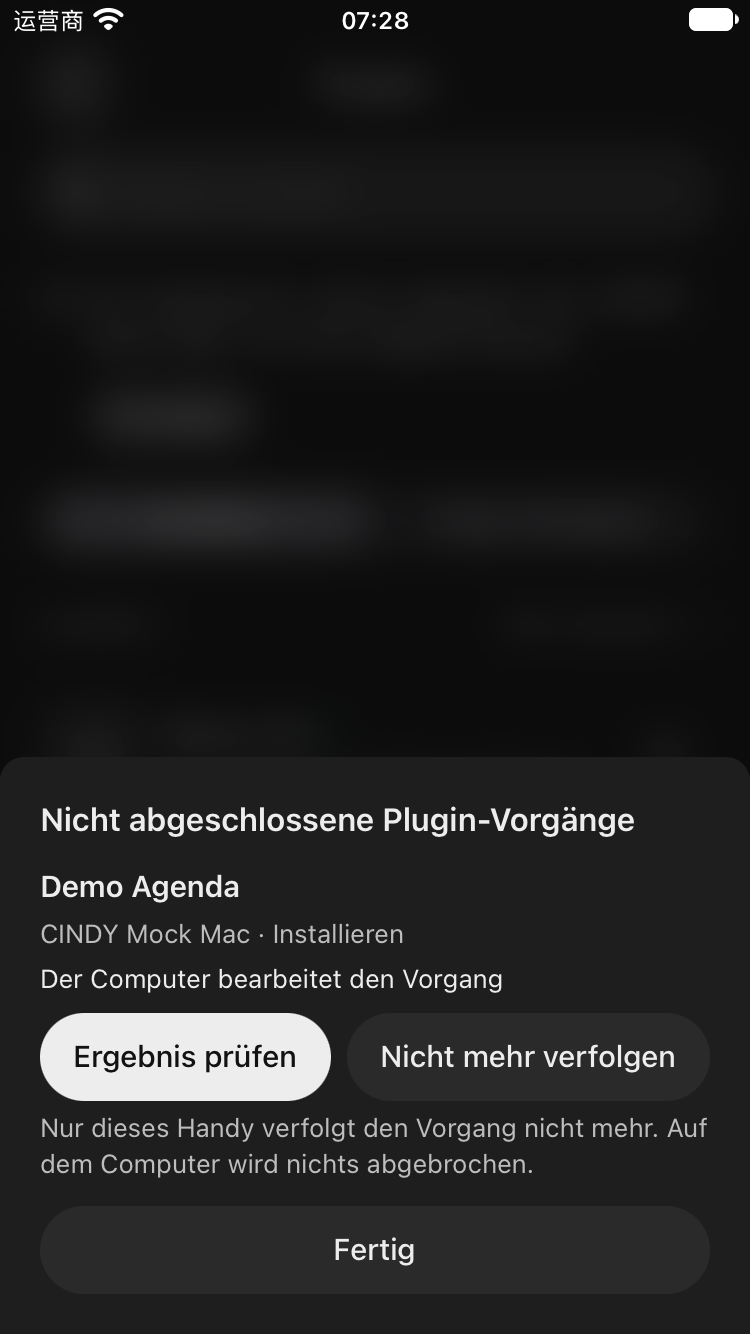 运营商
07:28
Nicht abgeschlossene Plugin-Vorgänge
Demo Agenda
CINDY Mock Mac · Installieren
Der Computer bearbeitet den Vorgang
Ergebnis prüfen
Nicht mehr verfolgen
Nur dieses Handy verfolgt den Vorgang nicht mehr. Auf
dem Computer wird nichts abgebrochen.
Fertig